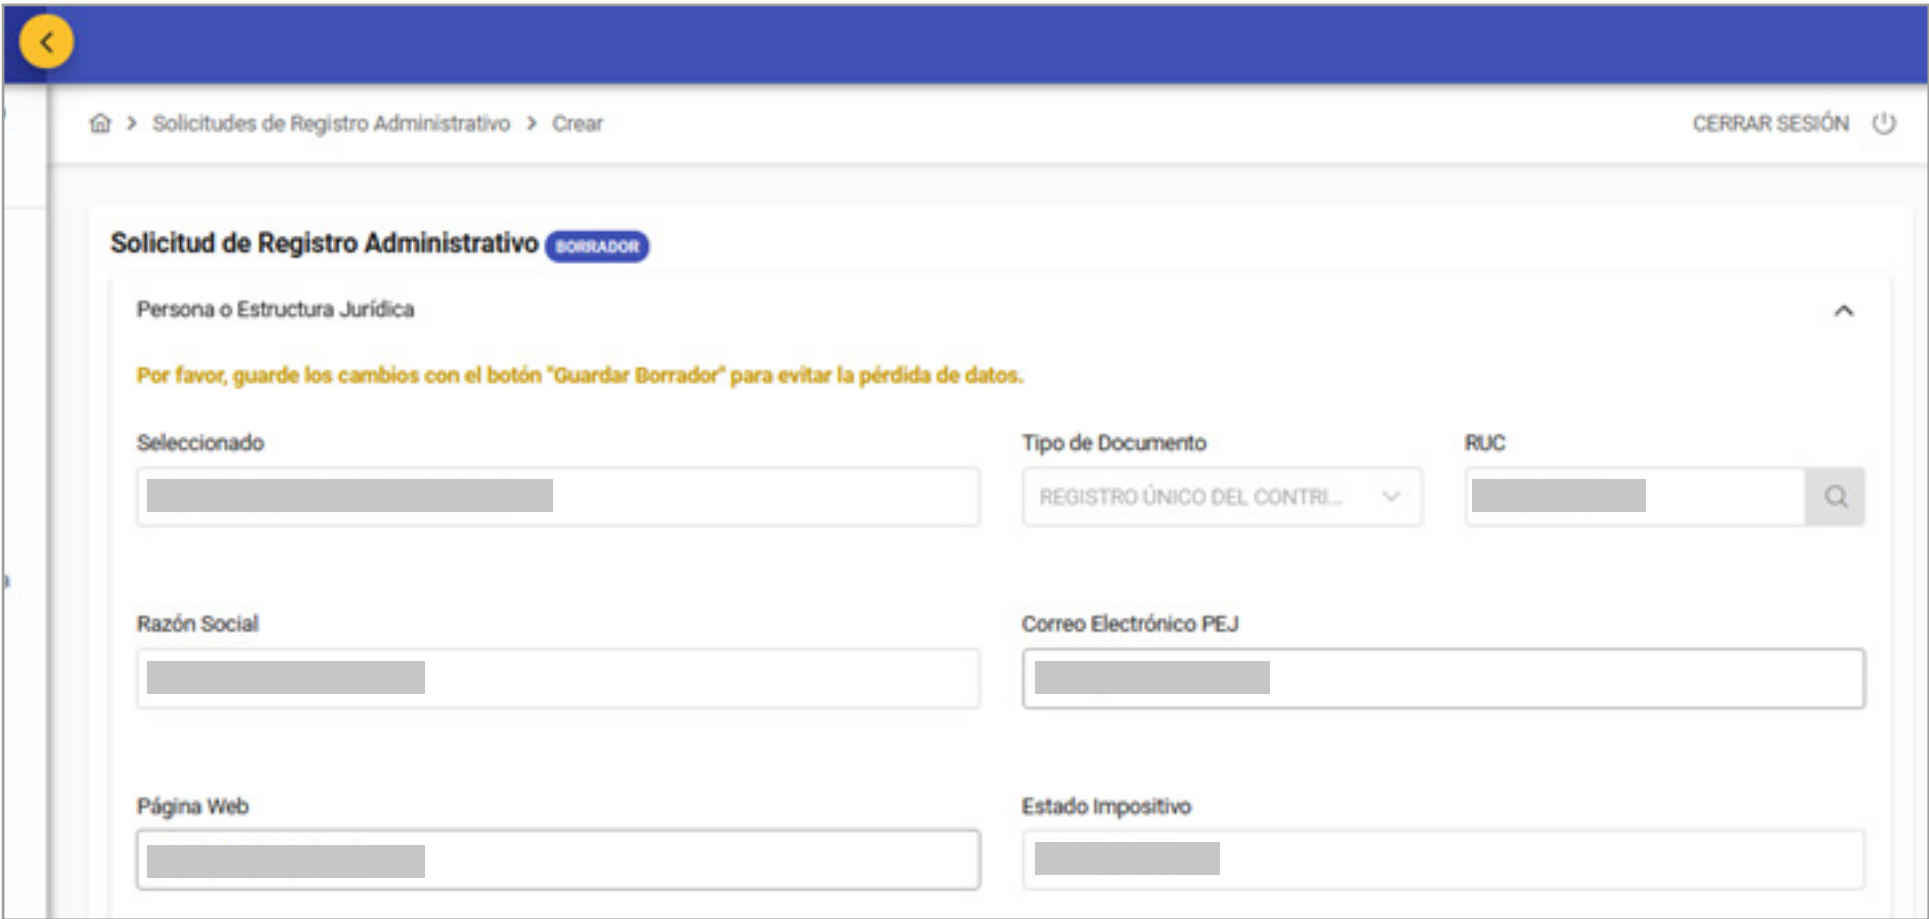 Solicitudes de Registro Administrativo > Crear
CERRAR SESIÓN
Solicitud de Registro Administrativo BORRADOR
Persona o Estructura Jurídica
Por favor, guarde los cambios con el botón "Guardar Borrador" para evitar la pérdida de datos.
Seleccionado
Tipo de Documento
RUC
REGISTRO ÚNICO DEL CONTRI...
Razón Social
Correo Electrónico PEJ
Página Web
Estado Impositivo